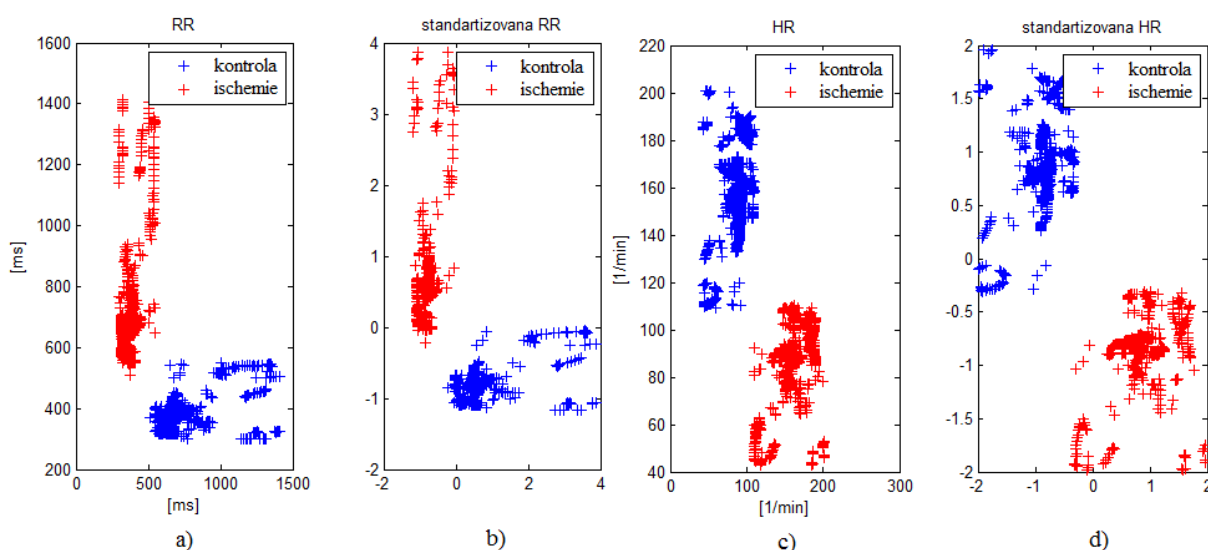 RR
1600
1400
1200
1000
800
600
400
200
0
500
1000
1500
[ms]
[ms]
kontrola
ischemie
a)
standartizovana RR
4
3
2
1
0
-1
-2
-2
0
2
4
kontrola
ischemie
b)
HR
220
200
180
160
140
120
100
80
60
40
0
100
200
300
[1/min]
[1/min]
kontrola
ischemie
c)
standartizovana HR
2
1.5
1
0.5
0
-0.5
-1
-1.5
-2
-2
-1
0
1
2
kontrola
ischemie
d)